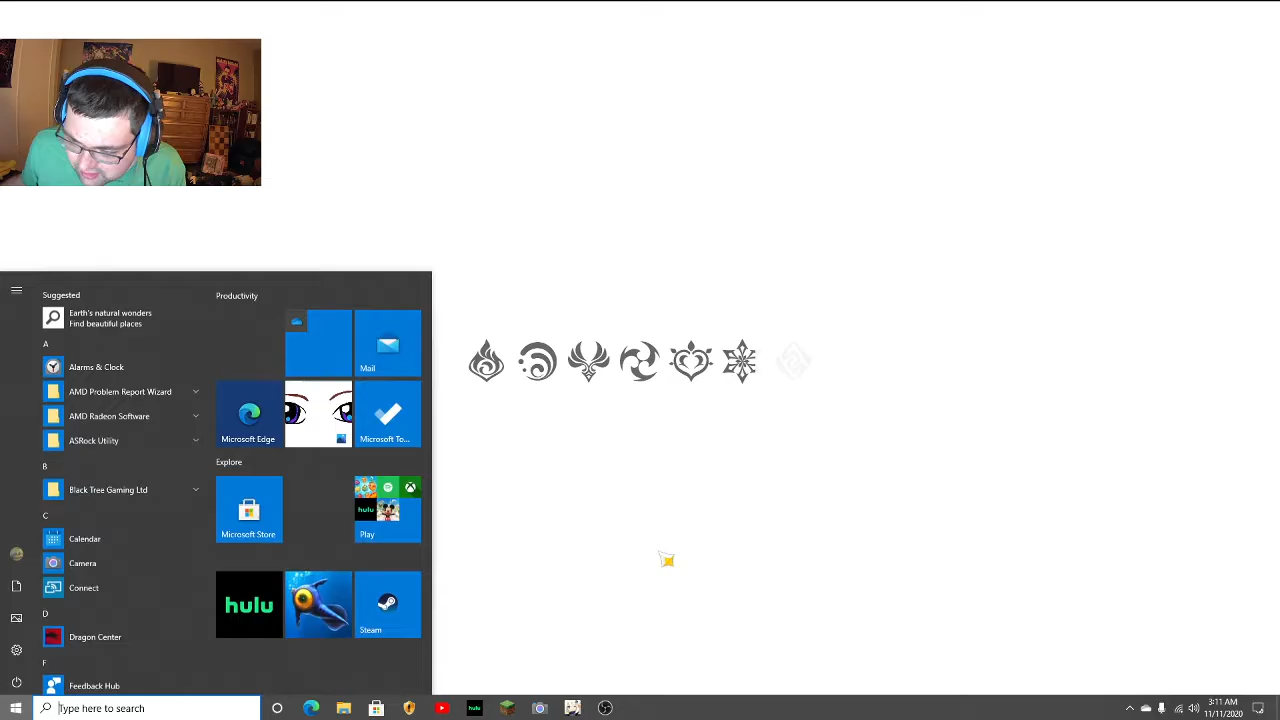 Suggested
Earth's natural wonders
Find beautiful places
A
Alarms & Clock
AMD Problem Report Wizard
AMD Radeon Software
ASRock Utility
B
Black Tree Gaming Ltd
C
Calendar
Camera
Connect
D
Dragon Center
F
Feedback Hub
Productivity
Mail
Microsoft Edge
Microsoft To...
Explore
Microsoft Store
hulu
Play
hulu
Steam
Type here to search
hulu
3:11 AM
11/11/2020